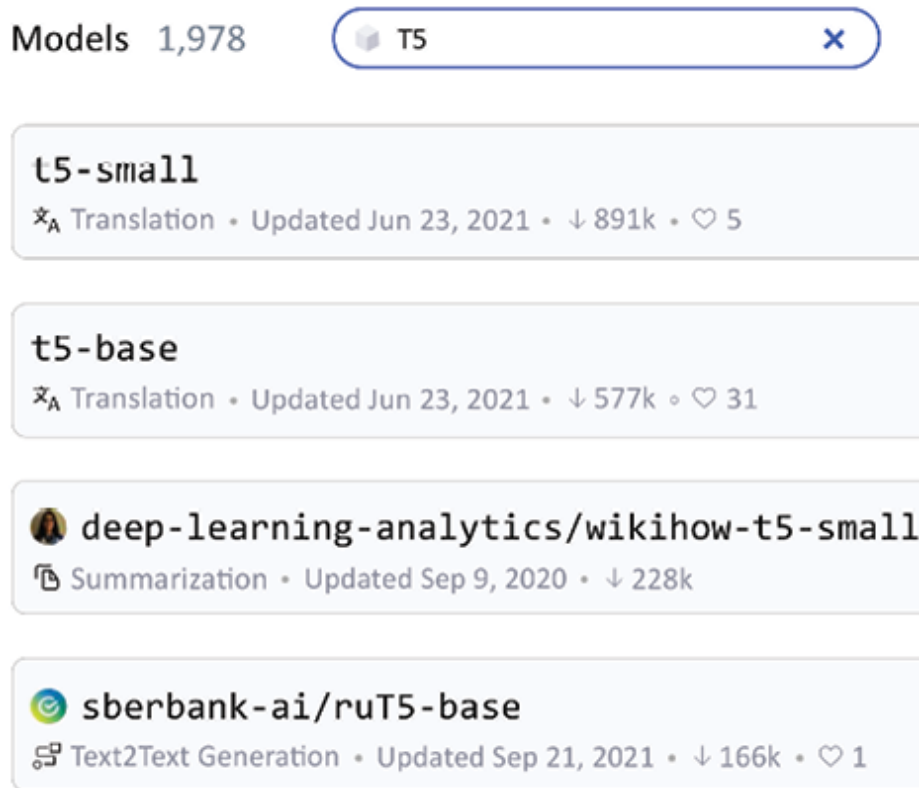 Models 1,978 T5
t5-small
Translation • Updated Jun 23, 2021 • ↓ 891k • ♡ 5
t5-base
Translation • Updated Jun 23, 2021 • ↓ 577k • ♡ 31
deep-learning-analytics/wikihow-t5-small
Summarization • Updated Sep 9, 2020 • ↓ 228k
sberbank-ai/ruT5-base
Text2Text Generation • Updated Sep 21, 2021 • ↓ 166k • ♡ 1